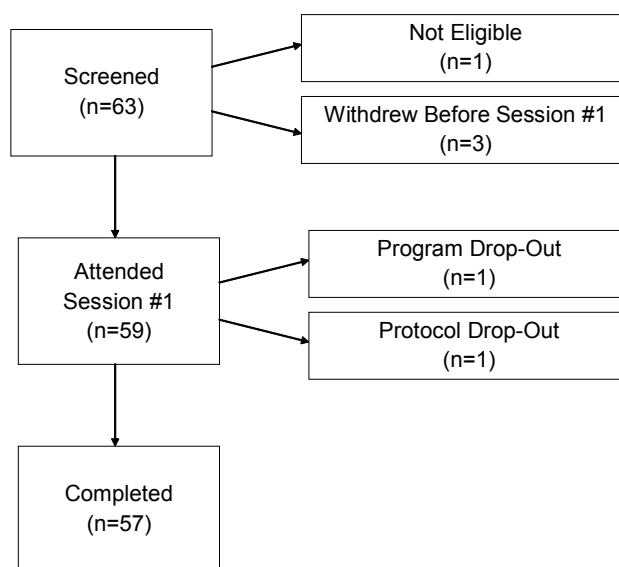 Screened
(n=63)
Not Eligible
(n=1)
Withdrew Before Session #1
(n=3)
Attended
Session #1
(n=59)
Program Drop-Out
(n=1)
Protocol Drop-Out
(n=1)
Completed
(n=57)